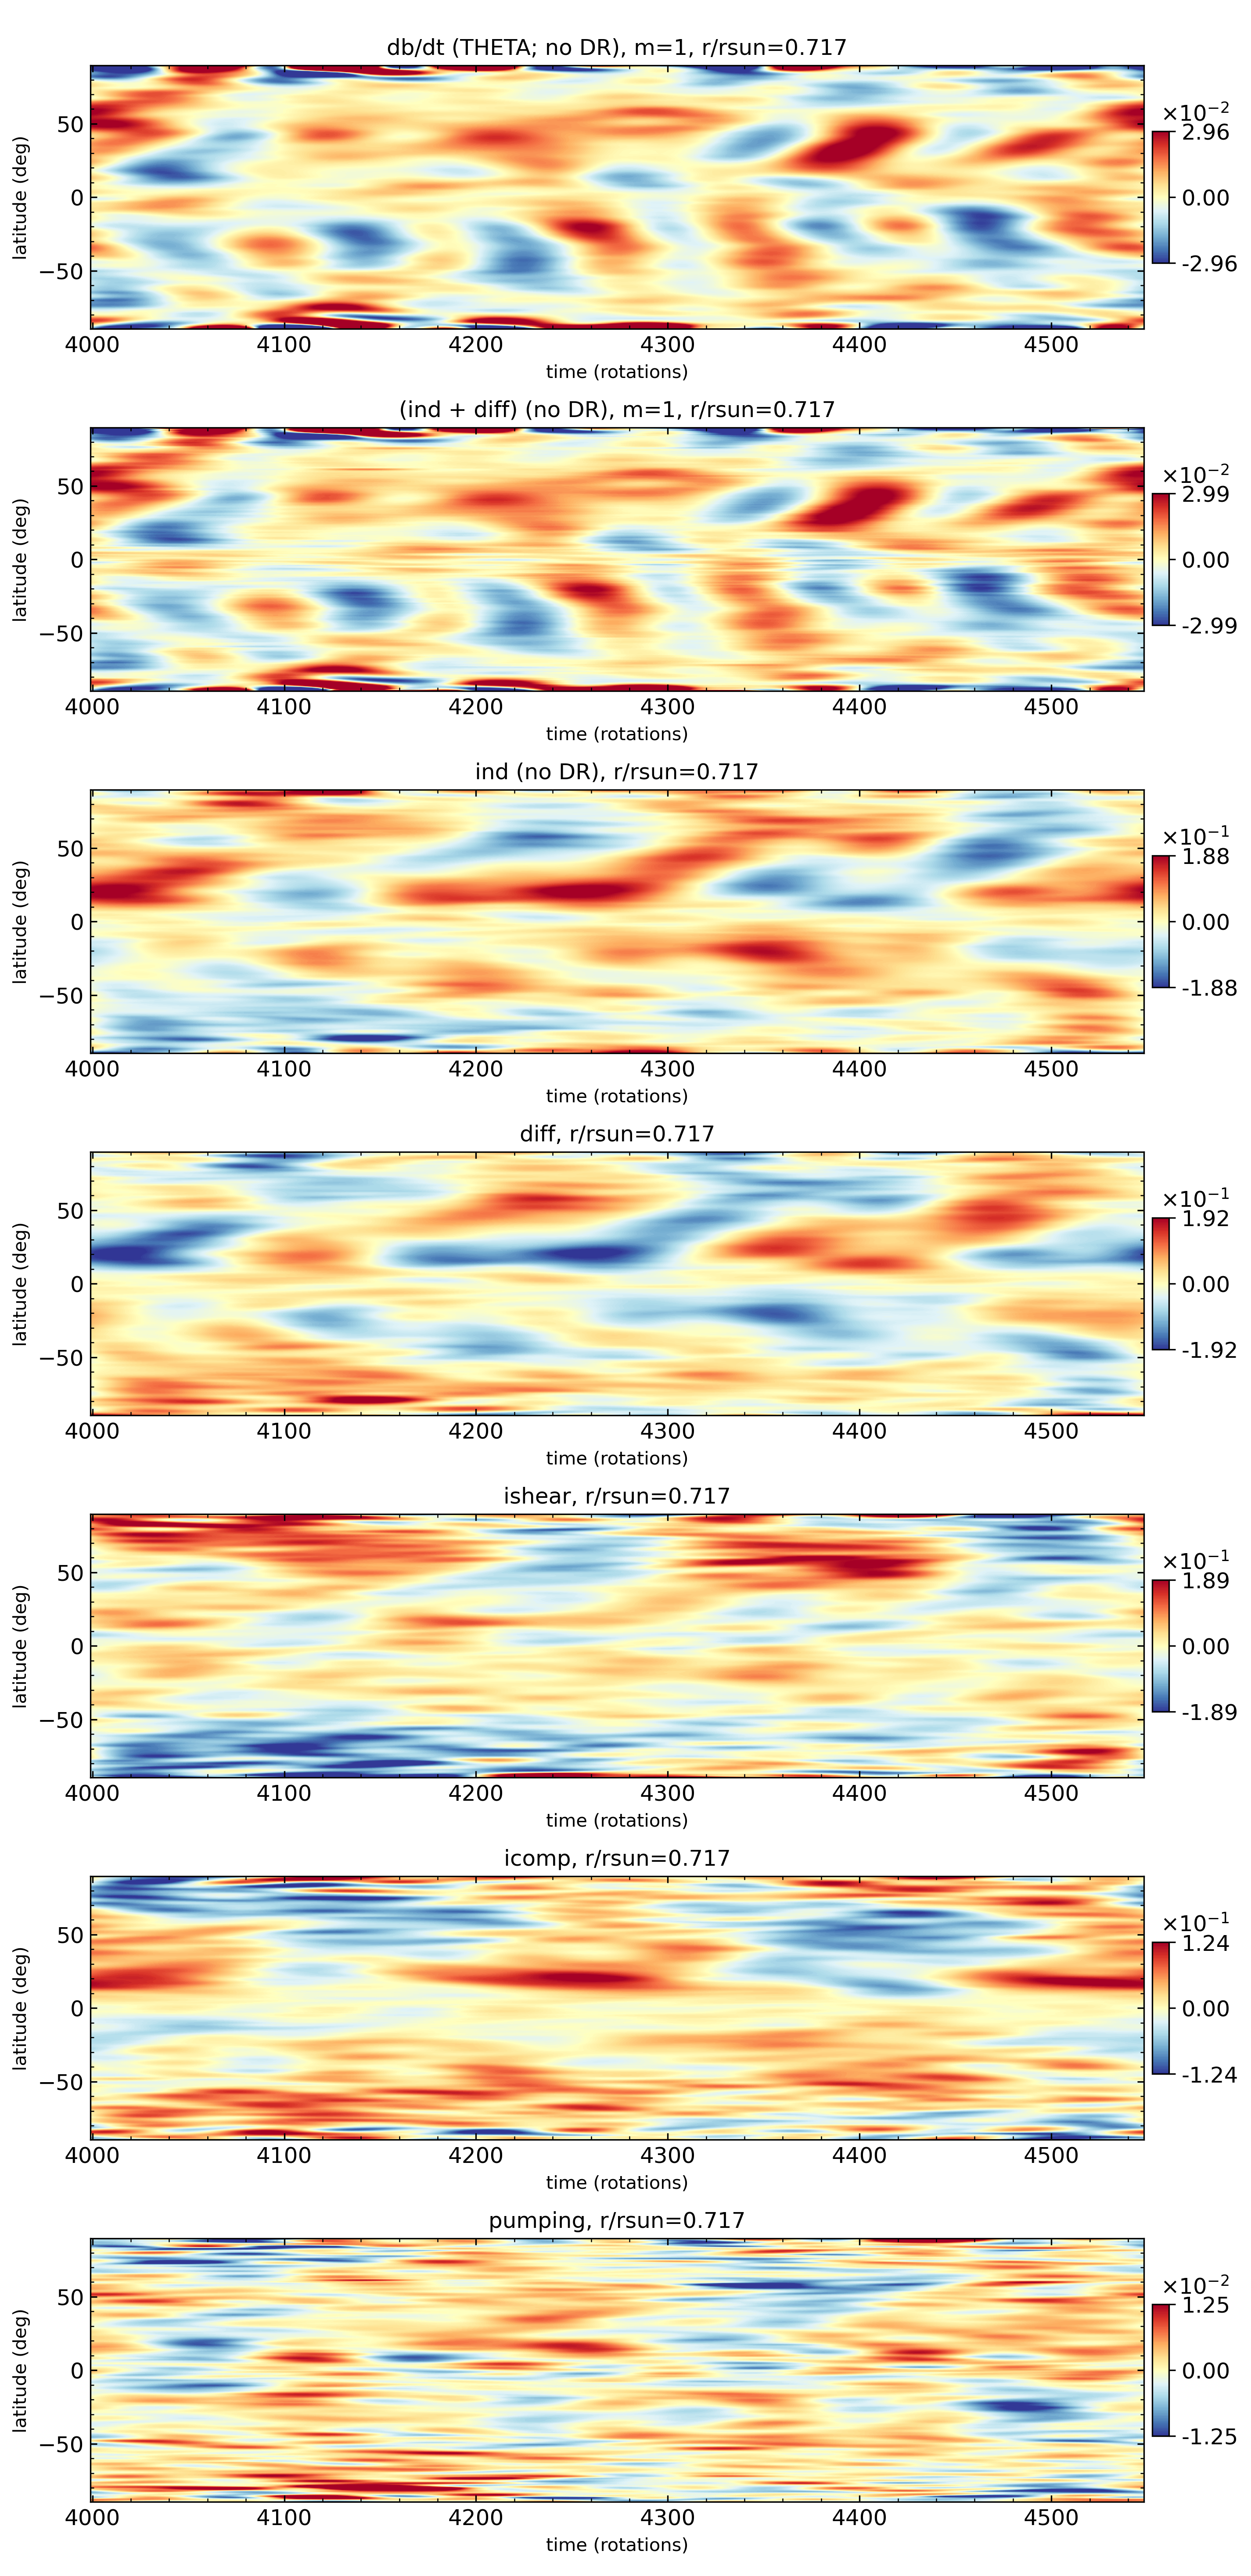 db/dt (THETA; no DR), m=1, r/rsun=0.717
×10−2
2.96
0.00
-2.96
latitude (deg)
50
0
−50
4000 4100 4200 4300 4400 4500
time (rotations)
(ind + diff) (no DR), m=1, r/rsun=0.717
×10−2
2.99
0.00
-2.99
latitude (deg)
50
0
−50
4000 4100 4200 4300 4400 4500
time (rotations)
ind (no DR), r/rsun=0.717
×10−1
1.88
0.00
-1.88
latitude (deg)
50
0
−50
4000 4100 4200 4300 4400 4500
time (rotations)
diff, r/rsun=0.717
×10−1
1.92
0.00
-1.92
latitude (deg)
50
0
−50
4000 4100 4200 4300 4400 4500
time (rotations)
ishear, r/rsun=0.717
×10−1
1.89
0.00
-1.89
latitude (deg)
50
0
−50
4000 4100 4200 4300 4400 4500
time (rotations)
icomp, r/rsun=0.717
×10−1
1.24
0.00
-1.24
latitude (deg)
50
0
−50
4000 4100 4200 4300 4400 4500
time (rotations)
pumping, r/rsun=0.717
×10−2
1.25
0.00
-1.25
latitude (deg)
50
0
−50
4000 4100 4200 4300 4400 4500
time (rotations)